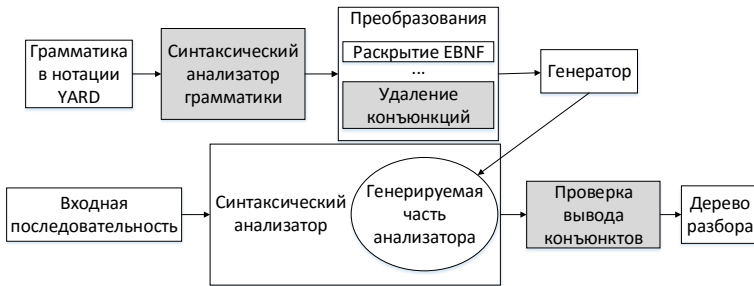 Преобразования
Грамматика
в нотации
YARD
Синтаксический
анализатор
грамматики
Раскрытие EBNF
...
Удаление
конъюнкций
Генератор
Входная
последовательность
Синтаксический
анализатор
Генерируемая
часть
анализатора
Проверка
вывода
конъюнктов
Дерево
разбора